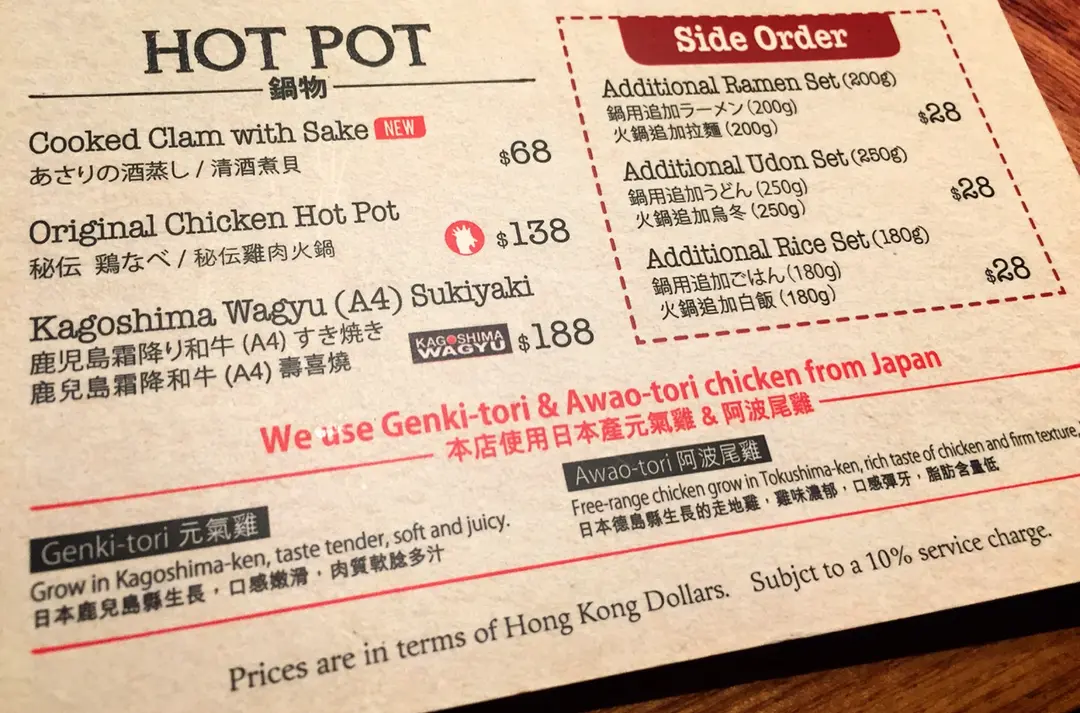 HOT POT
鍋物
Cooked Clam with Sake NEW
あさりの酒蒸し / 清酒煮貝
$68
Original Chicken Hot Pot
秘伝 鶏なべ / 秘伝雞肉火鍋
$138
Kagoshima Wagyu (A4) Sukiyaki
鹿児島霜降り和牛 (A4) すき焼き
鹿兒島霜降和牛 (A4) 壽喜燒
KAGOSHIMA
WAGYU
$188
Side Order
Additional Ramen Set (200g)
鍋用追加ラーメン (200g)
火鍋追加拉麵 (200g)
$28
Additional Udon Set (250g)
鍋用追加うどん (250g)
火鍋追加烏冬 (250g)
$28
Additional Rice Set (180g)
鍋用追加ごはん (180g)
火鍋追加白飯 (180g)
$28
We use Genki-tori & Awao-tori chicken from Japan
本店使用日本產元氣雞 & 阿波尾雞
Genki-tori 元氣雞
Grow in Kagoshima-ken, taste tender, soft and juicy.
日本鹿兒島縣生長，口感嫩滑，肉質軟腍多汁
Awao-tori 阿波尾雞
Free-range chicken grow in Tokushima-ken, rich taste of chicken and firm texture,
日本德島縣生長的走地雞，雞味濃郁，口感彈牙，脂肪含量低
Prices are in terms of Hong Kong Dollars. Subjct to a 10% service charge.